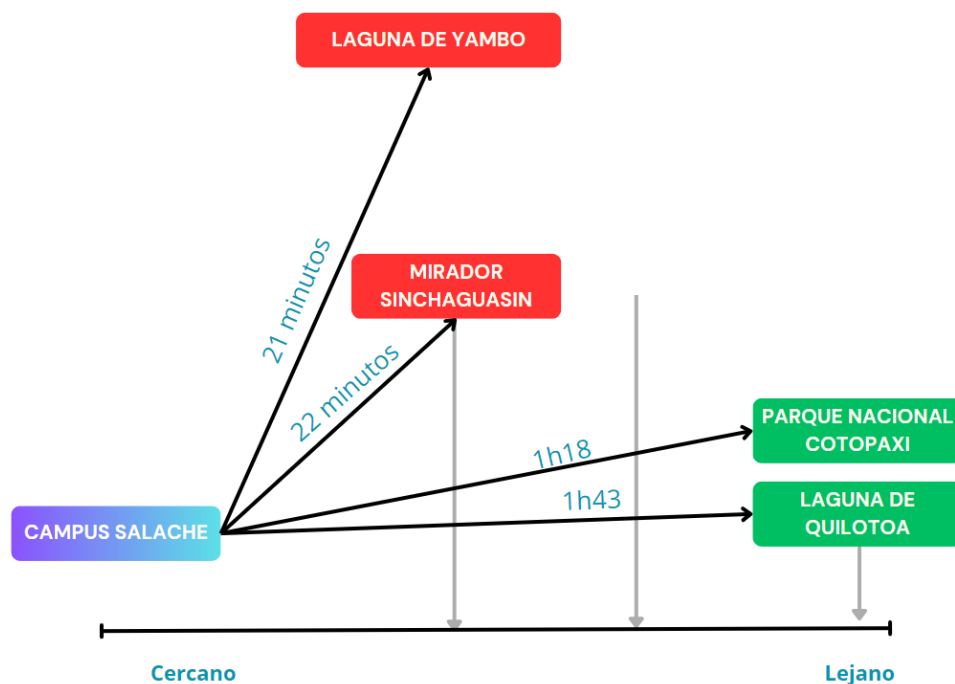 LAGUNA DE YAMBO
21 minutos
MIRADOR
SINCHAGUASIN
22 minutos
PARQUE NACIONAL
COTOPAXI
1h18
LAGUNA DE
QUILOTOA
1h43
CAMPUS SALACHE
Cercano
Lejano